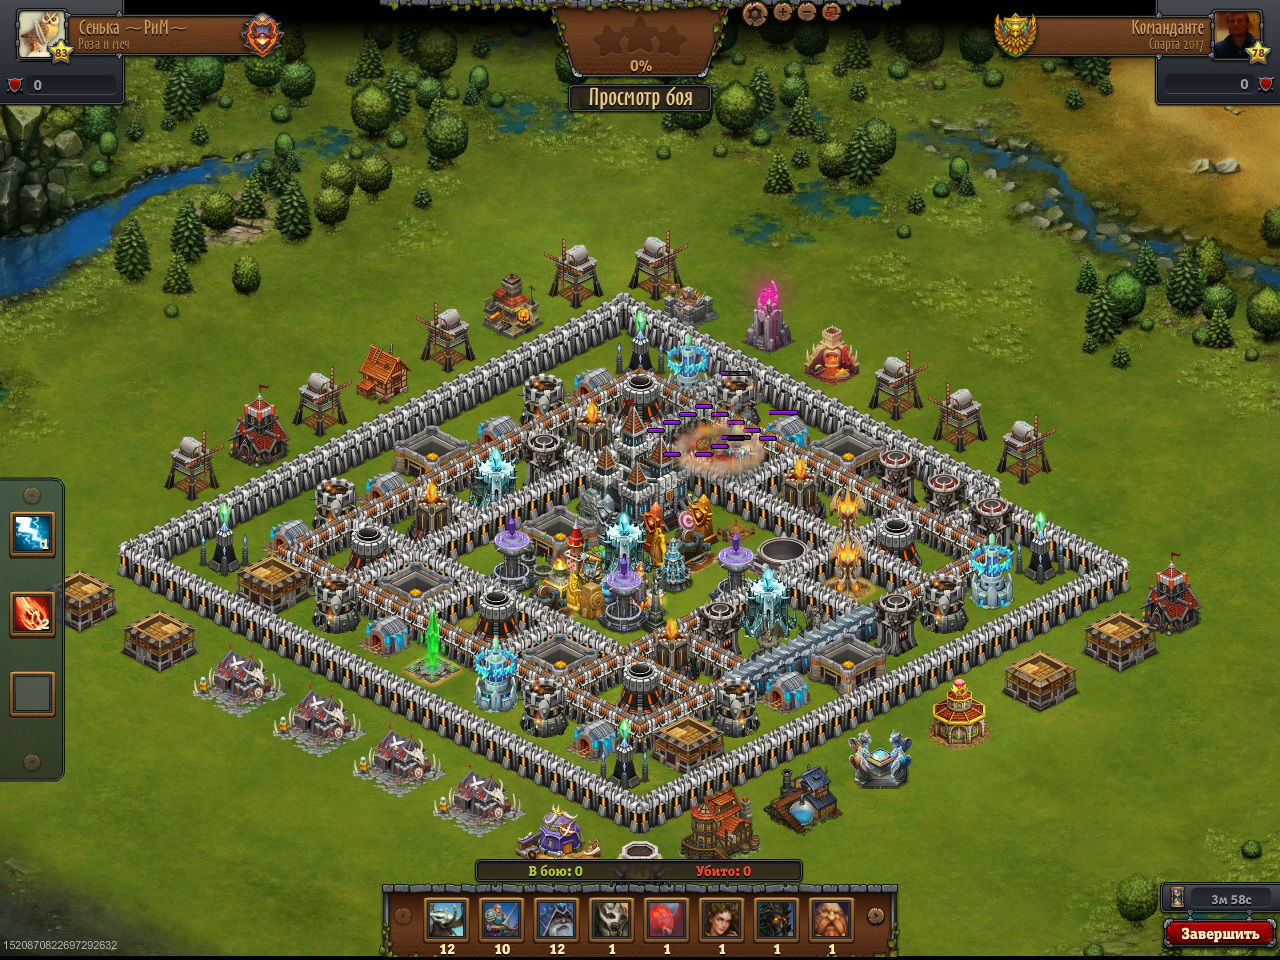 Сенька ~РиМ~
Роза и меч
83
0
0%
Просмотр боя
Команданте
Спарта 2017
78
0
В бою: 0
Убито: 0
12
10
12
1
1
1
1
1
3м 58с
Завершить
1520870822697292632